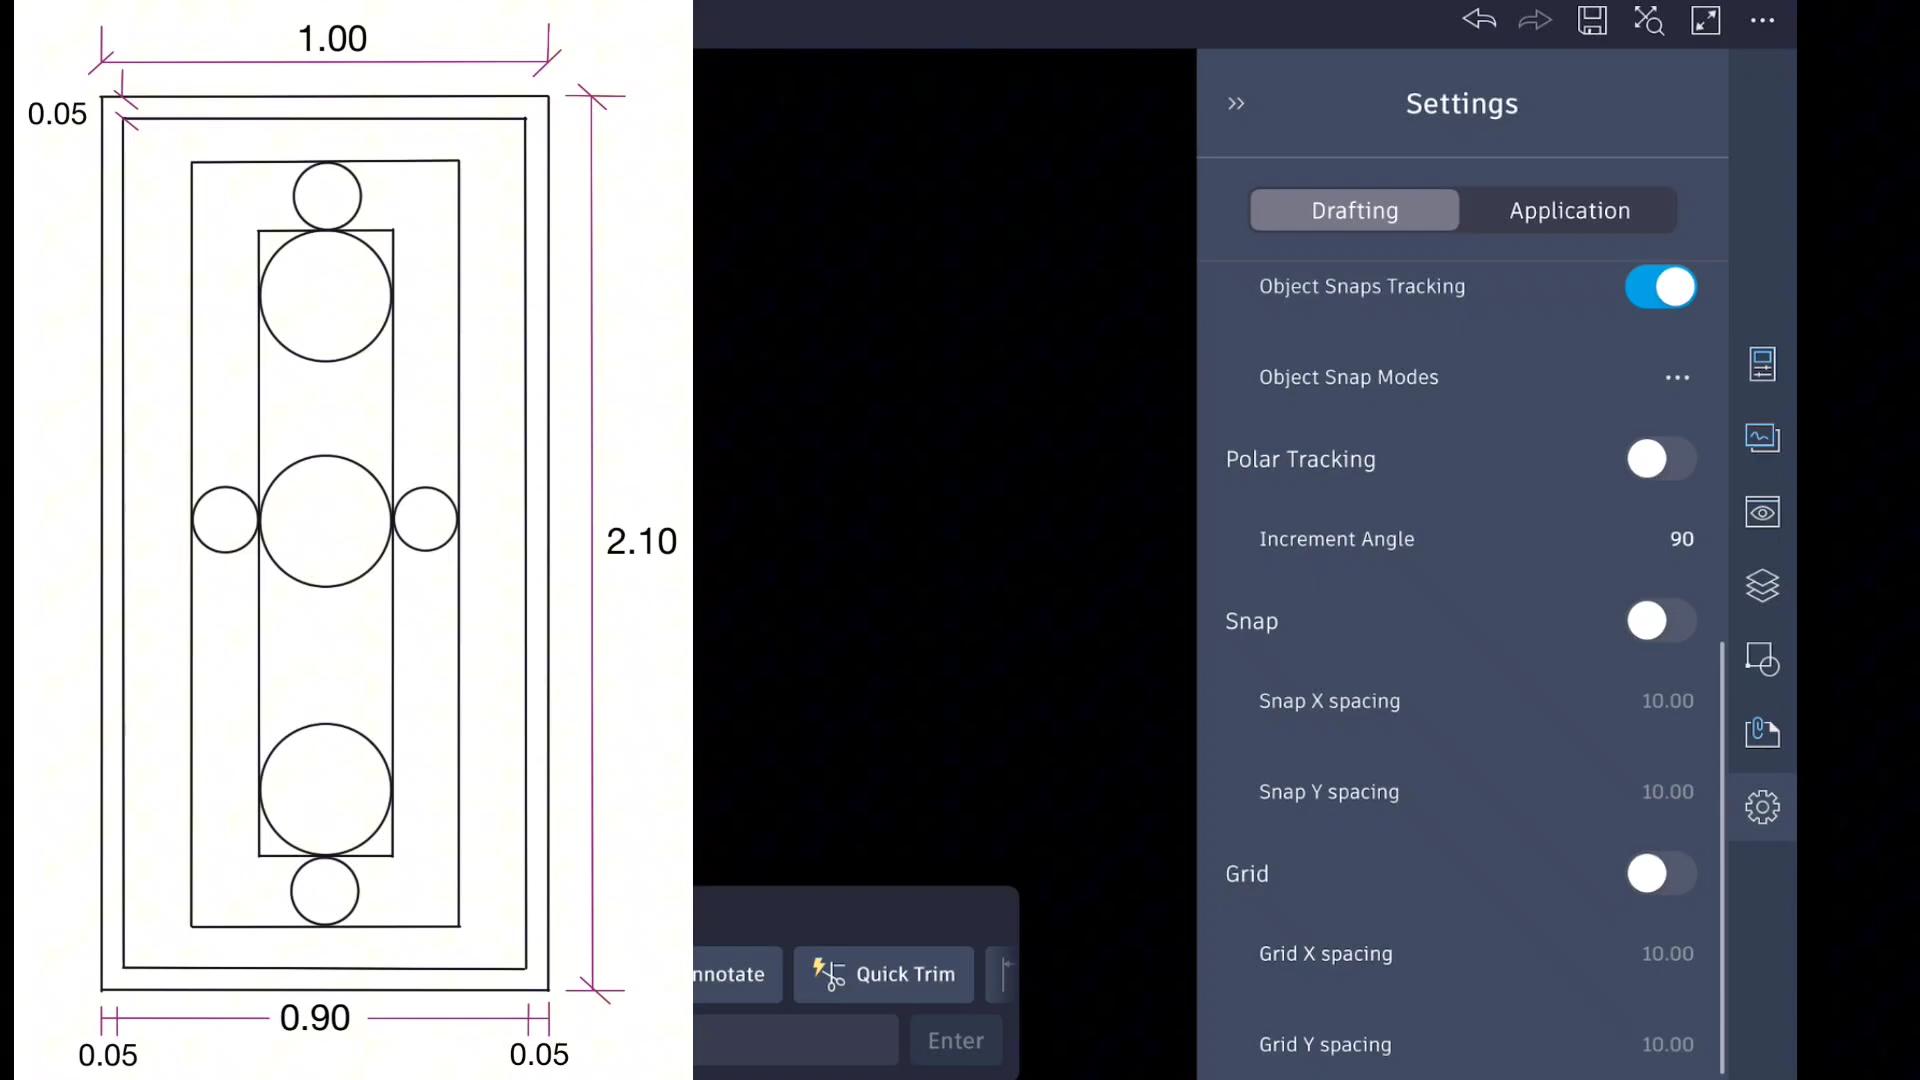 1.00
0.05
2.10
0.90
0.05
0.05
Settings
Drafting
Application
Object Snaps Tracking
Object Snap Modes
Polar Tracking
Increment Angle
90
Snap
Snap X spacing
10.00
Snap Y spacing
10.00
Grid
Grid X spacing
10.00
Grid Y spacing
10.00
nnotate
Quick Trim
Enter